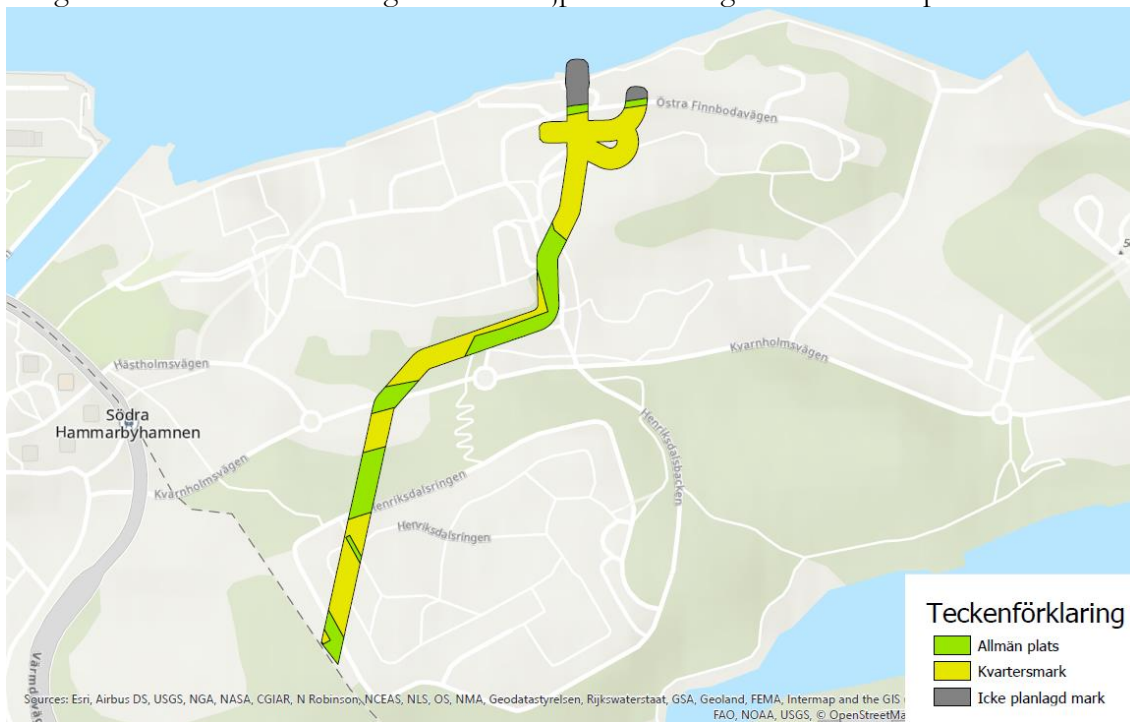 Östra Finnbodavägen
Kvarnholmsvägen
Hästholmsvägen
Södra
Hammarbyhamnen
Henriksdalsbacken
Kvarnholmsvägen
Henriksdalsringen
Henriksdalsringen
Teckenförklaring
Allmän plats
Kvartersmark
Icke planlagd mark
Sources: Esri, Airbus DS, USGS, NGA, NASA, CGIAR, N Robinson, NCEAS, NLS, OS, NMA, Geodatastyrelsen, Rijkswaterstaat, GSA, Geoland, FEMA, Intermap and the GIS
FAO, NOAA, USGS, © OpenStreetMa